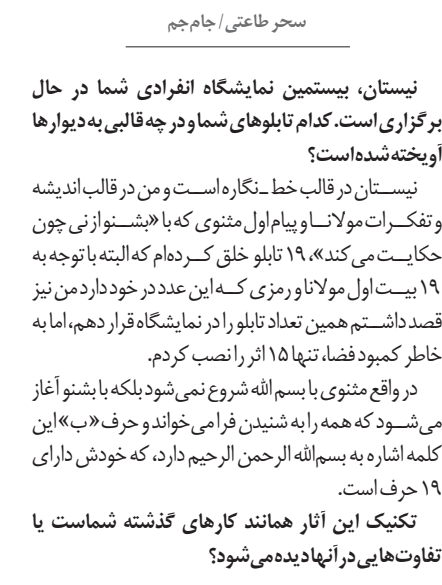 سحر طاعتی/جام‌جم
نیستان، بیستمین نمایشگاه انفرادی شما در حال
برگزاری است. کدام تابلوهای شما و در چه قالبی به دیوارها
آویخته شده است؟
نیستان در قالب خط ـ نگاره است و من در قالب اندیشه
و تفکرات مولانا و پیام اول مثنوی که با «بشنو از نی چون
حکایت می کند»، ۱۹ تابلو خلق کرده‌ام که البته با توجه به
۱۹ بیت اول مولانا و رمزی که این عدد در خود دارد من نیز
قصد داشتم همین تعداد تابلو را در نمایشگاه قرار دهم، اما به
خاطر کمبود فضا، تنها ۱۵ اثر را نصب کردم.
در واقع مثنوی با بسم الله شروع نمی‌شود بلکه با بشنو آغاز
می‌شود که همه را به شنیدن فرا می‌خواند و حرف «ب» این
کلمه اشاره به بسم‌الله الرحمن الرحیم دارد، که خودش دارای
۱۹ حرف است.
تکنیک این آثار همانند کارهای گذشته شماست یا
تفاوت‌هایی در آنها دیده می‌شود؟